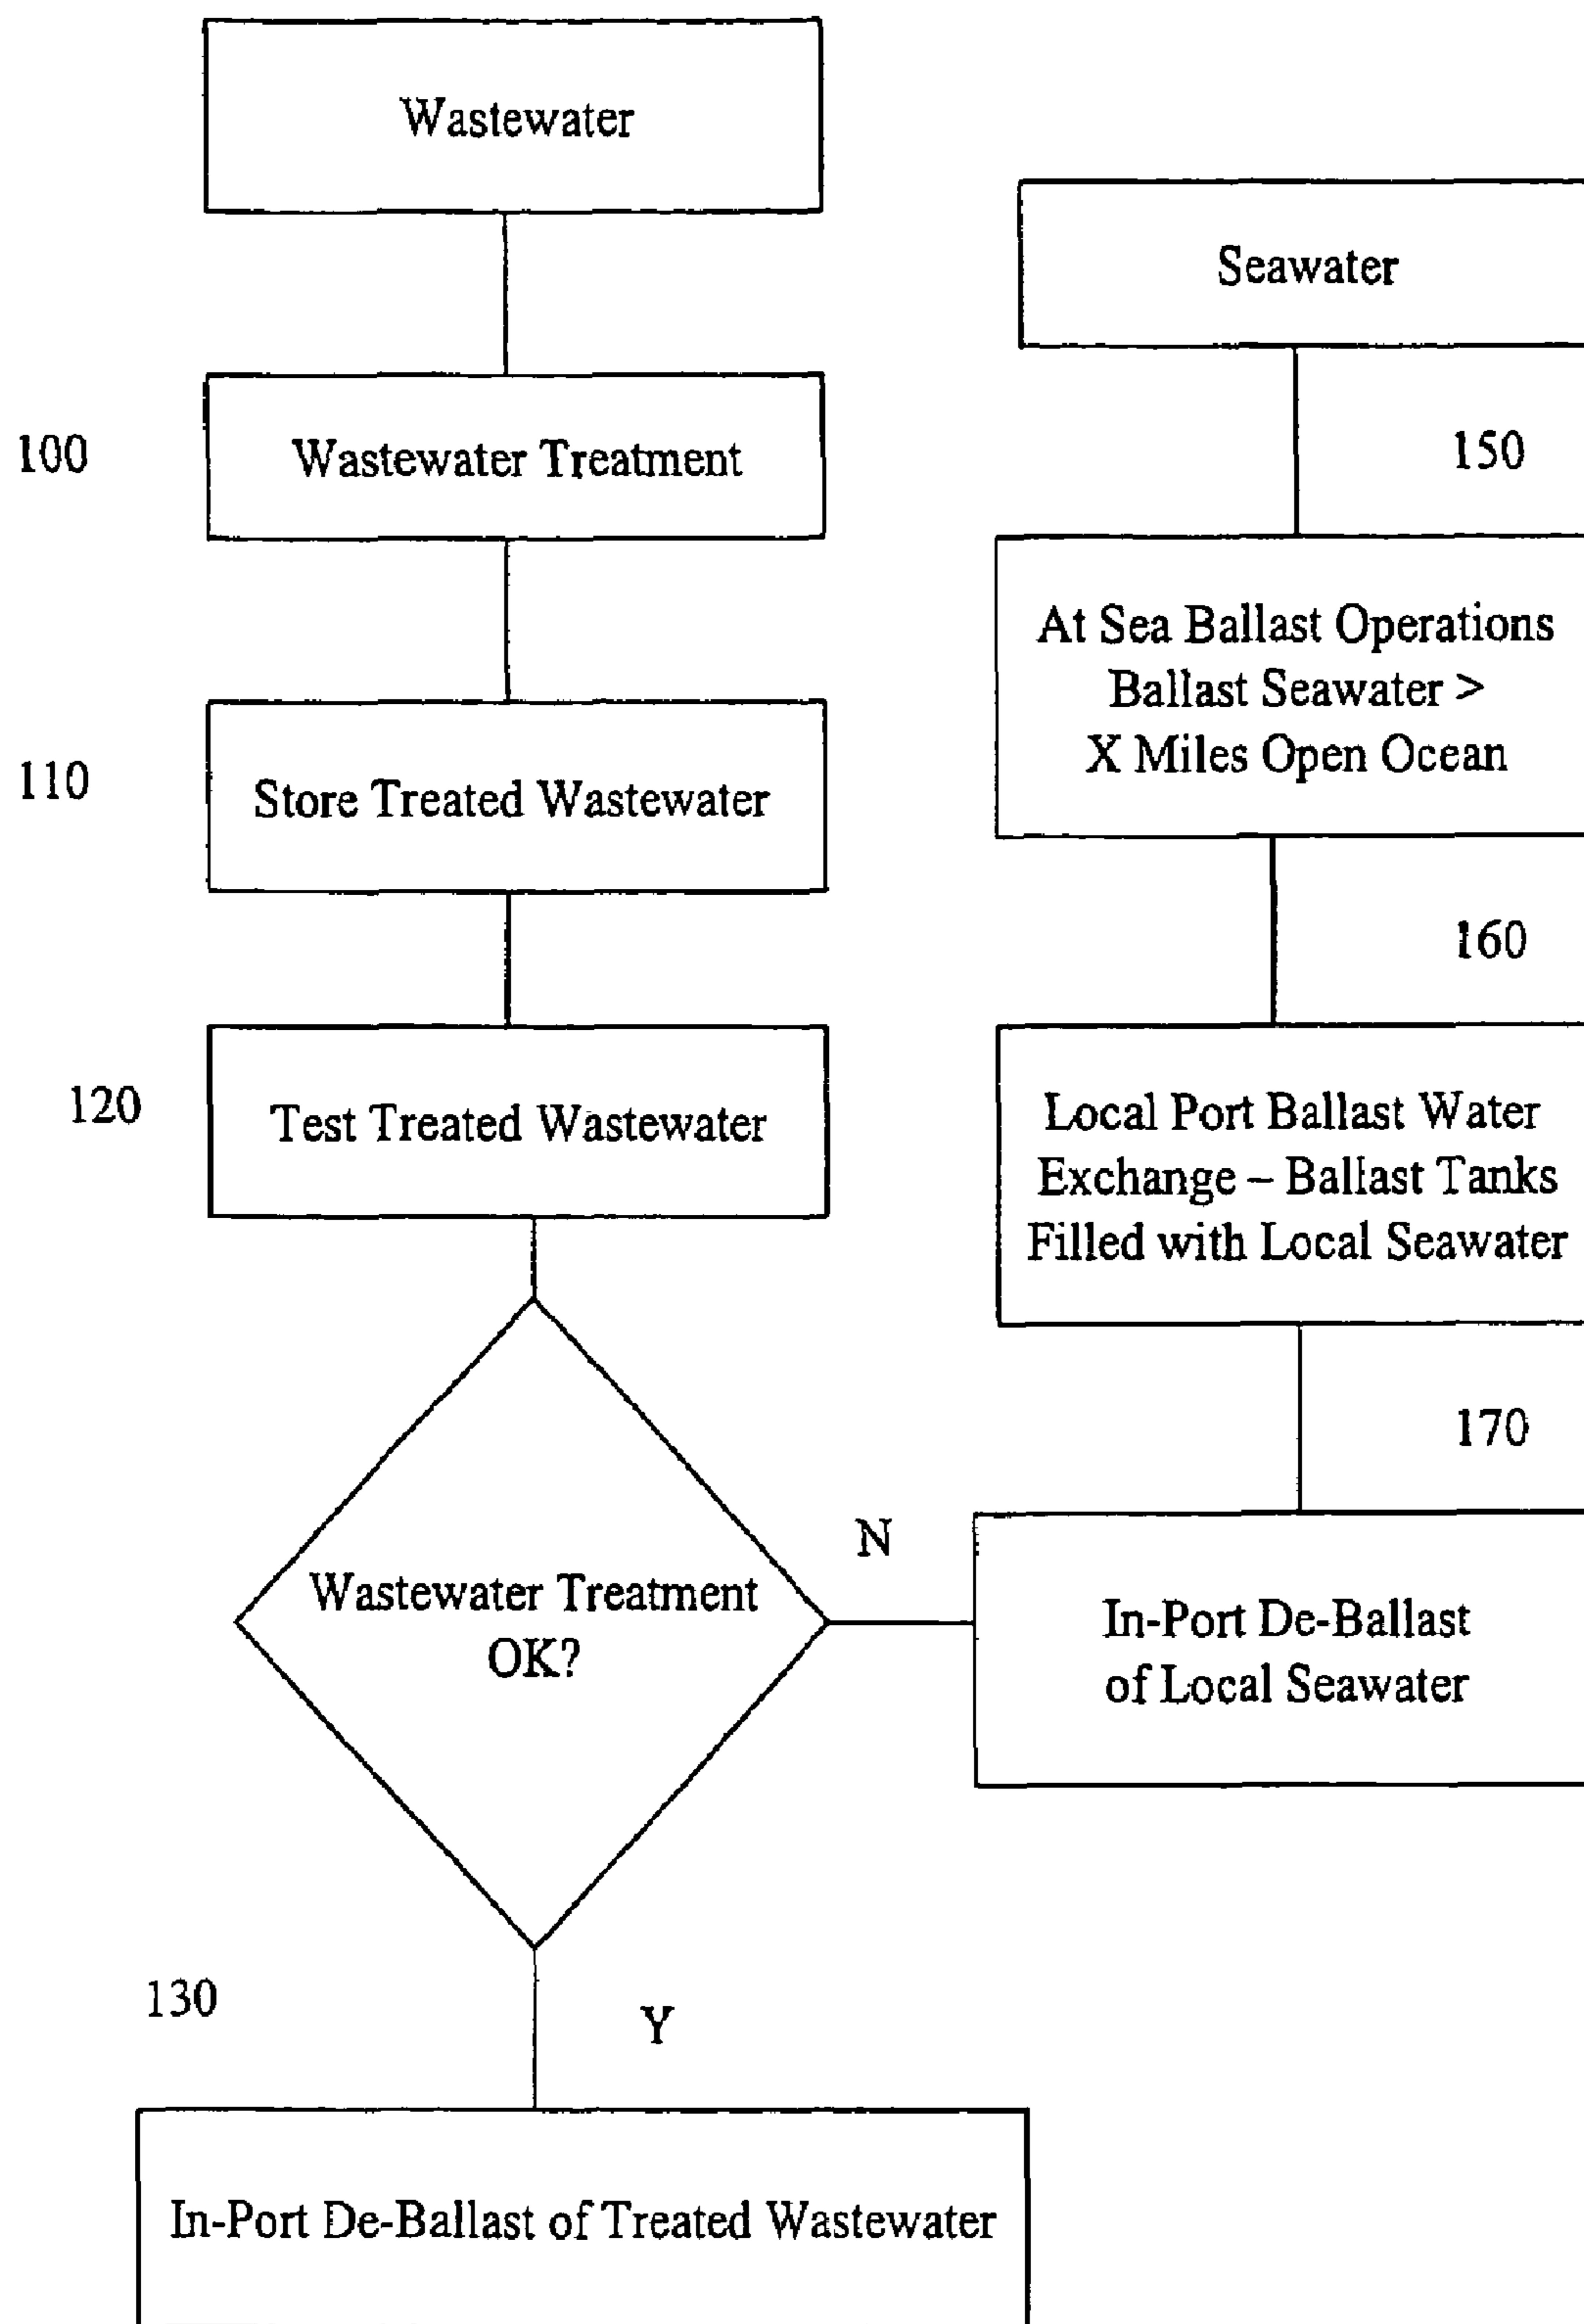 Wastewater
Seawater
100
Wastewater Treatment
150
At Sea Ballast Operations
Ballast Seawater >
X Miles Open Ocean
110
Store Treated Wastewater
160
120
Test Treated Wastewater
Local Port Ballast Water
Exchange – Ballast Tanks
Filled with Local Seawater
170
N
Wastewater Treatment
OK?
In-Port De-Ballast
of Local Seawater
130
Y
In-Port De-Ballast of Treated Wastewater